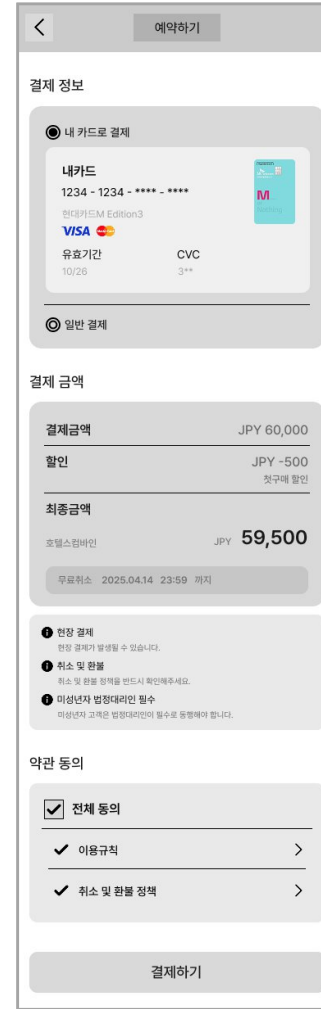 예약하기
결제 정보
내 카드로 결제
내카드
1234 - 1234 - **** - ****
현대카드M Edition3
VISA
유효기간 CVC
10/26 3**
M
일반 결제
결제 금액
결제금액 JPY 60,000
할인 JPY -500
첫구매 할인
최종금액
호텔스컴바인 JPY 59,500
무료취소 2025.04.14 23:59 까지
현장 결제
현장 결제가 발생될 수 있습니다.
취소 및 환불
취소 및 환불 정책을 반드시 확인해주세요.
미성년자 법정대리인 필수
미성년자 고객은 법정대리인이 필수로 동행해야 합니다.
약관 동의
전체 동의
이용규칙
취소 및 환불 정책
결제하기